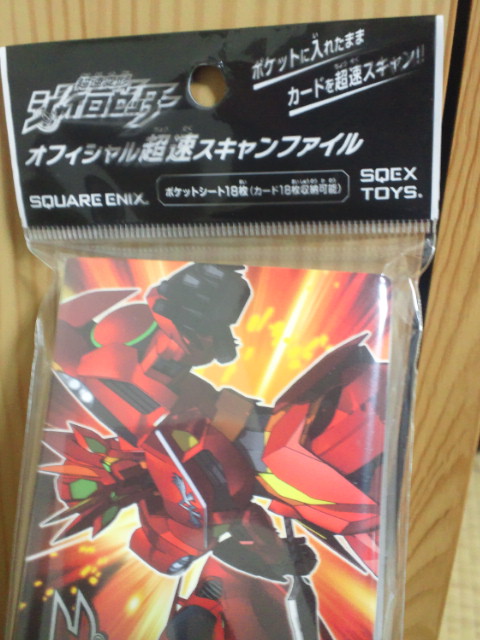 ポケットに入れたまま
カードを超速スキャン!!
オフィシャル超速スキャンファイル
SQUARE ENIX®
ポケットシート18枚(カード18枚収納可能)
SQEX
TOYS®